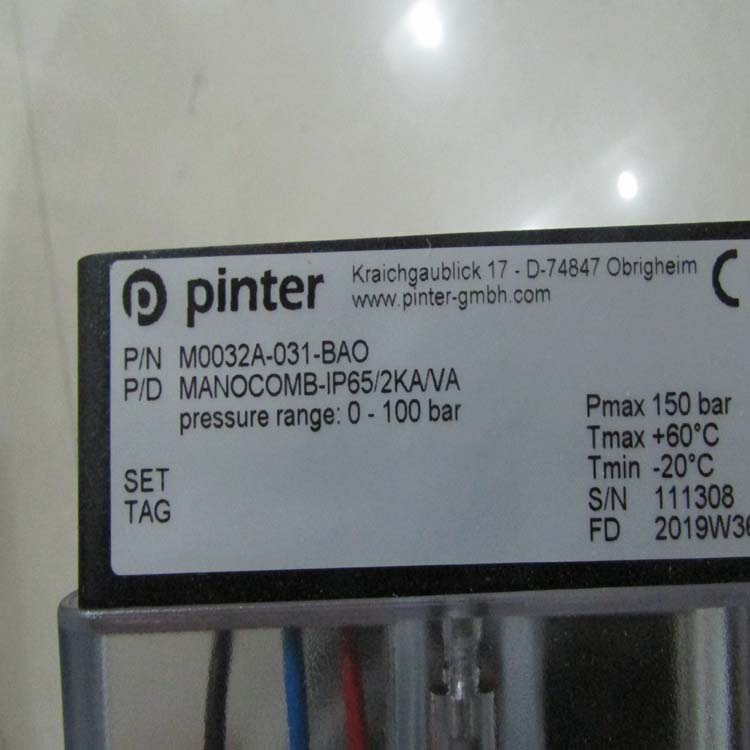 pinter
Kraichgaublick 17 - D-74847 Obrigheim
www.pinter-gmbh.com
P/N M0032A-031-BAO
P/D MANOCOMB-IP65/2KA/VA
pressure range: 0 - 100 bar
Pmax 150 bar
Tmax +60°C
Tmin -20°C
SET
TAG
S/N 111308
FD 2019W36